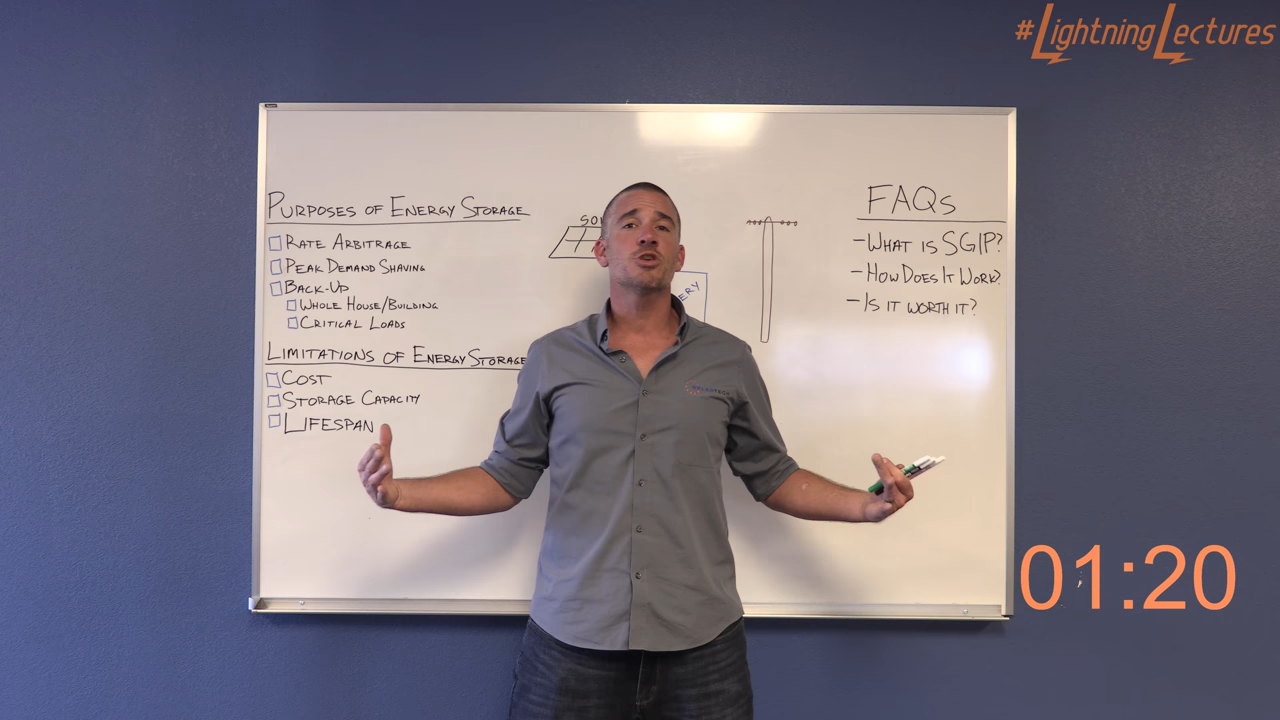 #LightningLectures
PURPOSES OF ENERGY STORAGE
RATE ARBITRAGE
PEAK DEMAND SHAVING
BACK-UP
WHOLE HOUSE/BUILDING
CRITICAL LOADS
LIMITATIONS OF ENERGY STORAGE
COST
STORAGE CAPACITY
LIFESPAN
FAQs
-WHAT IS SGIP?
-HOW DOES IT WORK?
-IS IT WORTH IT?
01:20